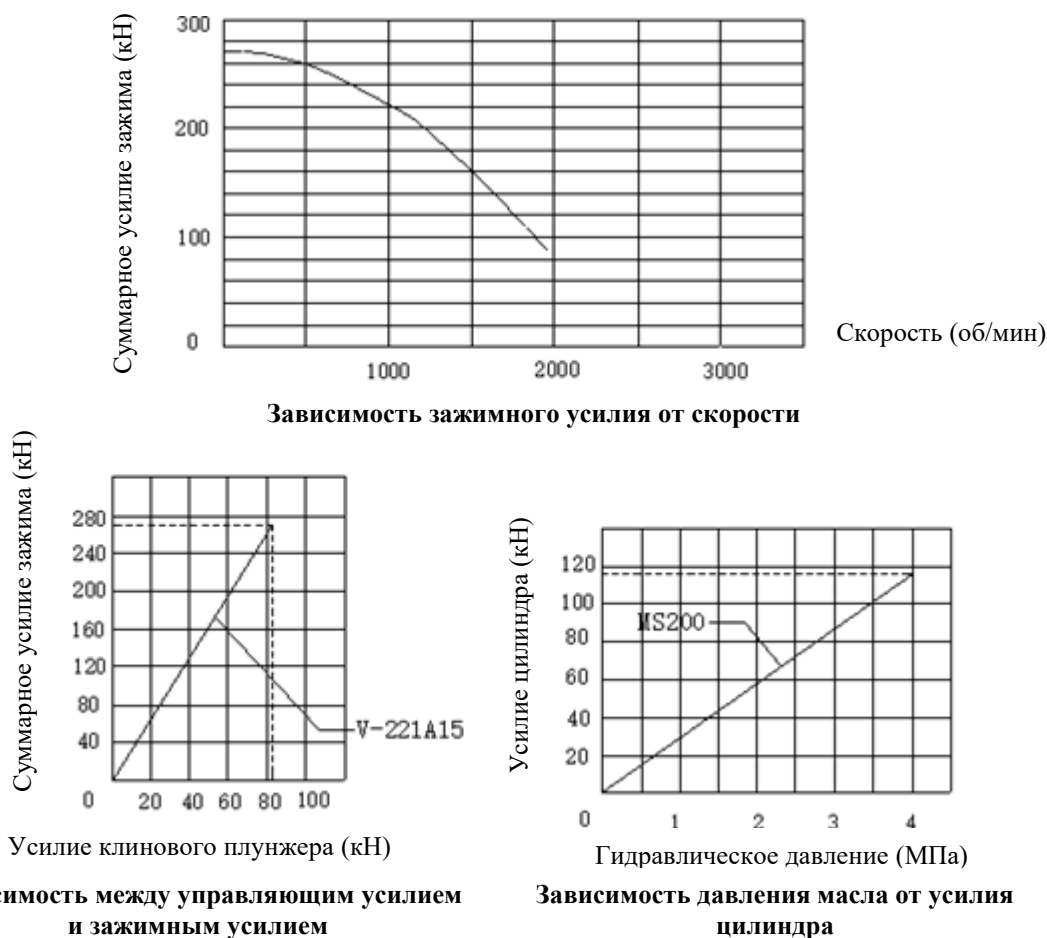 Суммарное усилие зажима (кН)
300
200
100
0
1000
2000
3000
Скорость (об/мин)
Зависимость зажимного усилия от скорости
Суммарное усилие зажима (кН)
280
240
200
160
120
80
40
0
20
40
60
80
100
V-221A15
Усилие клинового плунжера (кН)
симость между управляющим усилием
и зажимным усилием
Усилие цилиндра (кН)
120
100
80
60
40
20
0
1
2
3
4
MS200
Гидравлическое давление (МПа)
Зависимость давления масла от усилия
цилиндра